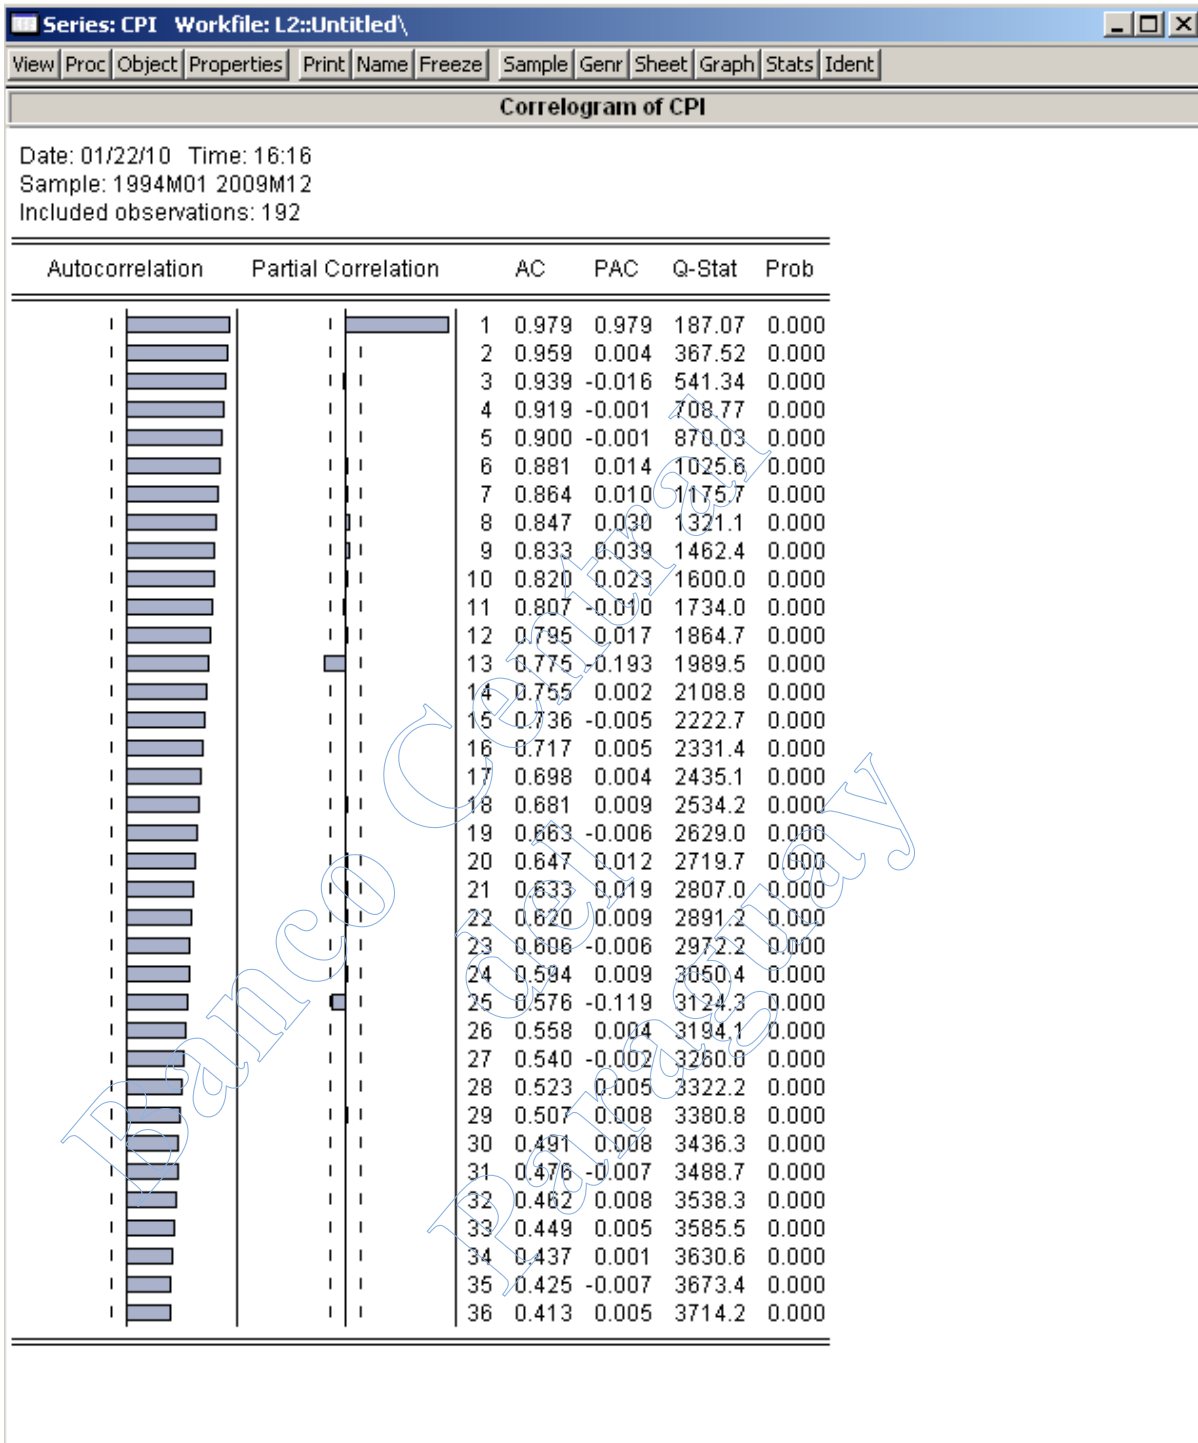 Series: CPI Workfile: L2::Untitled\
View Proc Object Properties Print Name Freeze Sample Genr Sheet Graph Stats Ident
Correlogram of CPI
Date: 01/22/10 Time: 16:16
Sample: 1994M01 2009M12
Included observations: 192
Autocorrelation Partial Correlation AC PAC Q-Stat Prob
1 0.979 0.979 187.07 0.000
2 0.959 0.004 367.52 0.000
3 0.939 -0.016 541.34 0.000
4 0.919 -0.001 708.77 0.000
5 0.900 -0.001 870.03 0.000
6 0.881 0.014 1025.6 0.000
7 0.864 0.010 1175.7 0.000
8 0.847 0.030 1321.1 0.000
9 0.833 0.039 1462.4 0.000
10 0.820 0.023 1600.0 0.000
11 0.807 -0.010 1734.0 0.000
12 0.795 0.017 1864.7 0.000
13 0.775 -0.193 1989.5 0.000
14 0.755 0.002 2108.8 0.000
15 0.736 -0.005 2222.7 0.000
16 0.717 0.005 2331.4 0.000
17 0.698 0.004 2435.1 0.000
18 0.681 0.009 2534.2 0.000
19 0.663 -0.006 2629.0 0.000
20 0.647 0.012 2719.7 0.000
21 0.633 0.019 2807.0 0.000
22 0.620 0.009 2891.2 0.000
23 0.606 -0.006 2972.2 0.000
24 0.594 0.009 3050.4 0.000
25 0.576 -0.119 3124.3 0.000
26 0.558 0.004 3194.1 0.000
27 0.540 -0.002 3260.0 0.000
28 0.523 0.005 3322.2 0.000
29 0.507 0.008 3380.8 0.000
30 0.491 0.008 3436.3 0.000
31 0.476 -0.007 3488.7 0.000
32 0.462 0.008 3538.3 0.000
33 0.449 0.005 3585.5 0.000
34 0.437 0.001 3630.6 0.000
35 0.425 -0.007 3673.4 0.000
36 0.413 0.005 3714.2 0.000
Banco Central
del
Paraguay